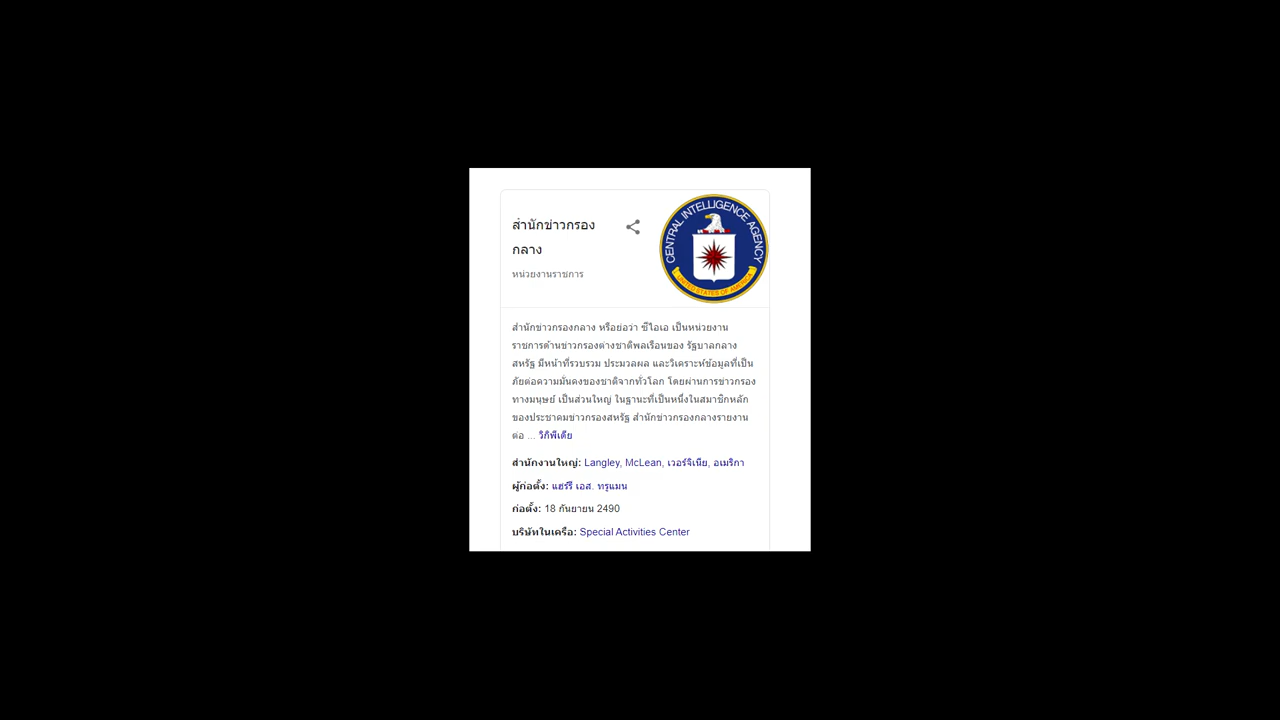 สำนักข่าวกรอง
กลาง
หน่วยงานราชการ
CENTRAL INTELLIGENCE AGENCY
UNITED STATES OF AMERICA
สำนักข่าวกรองกลาง หรือย่อว่า ซีไอเอ เป็นหน่วยงาน
ราชการด้านข่าวกรองต่างชาติพลเรือนของ รัฐบาลกลาง
สหรัฐ มีหน้าที่รวบรวม ประมวลผล และวิเคราะห์ข้อมูลที่เป็น
ภัยต่อความมั่นคงของชาติจากทั่วโลก โดยผ่านการข่าวกรอง
ทางมนุษย์ เป็นส่วนใหญ่ ในฐานะที่เป็นหนึ่งในสมาชิกหลัก
ของประชาคมข่าวกรองสหรัฐ สำนักข่าวกรองกลางรายงาน
ต่อ ... วิกิพีเดีย
สำนักงานใหญ่: Langley, McLean, เวอร์จิเนีย, อเมริกา
ผู้ก่อตั้ง: แฮร์รี เอส. ทรูแมน
ก่อตั้ง: 18 กันยายน 2490
บริษัทในเครือ: Special Activities Center